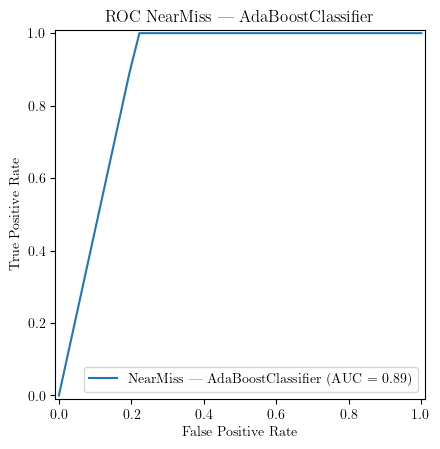 ROC NearMiss — AdaBoostClassifier
1.0
0.8
0.6
0.4
0.2
0.0
True Positive Rate
NearMiss — AdaBoostClassifier (AUC = 0.89)
0.0 0.2 0.4 0.6 0.8 1.0
False Positive Rate